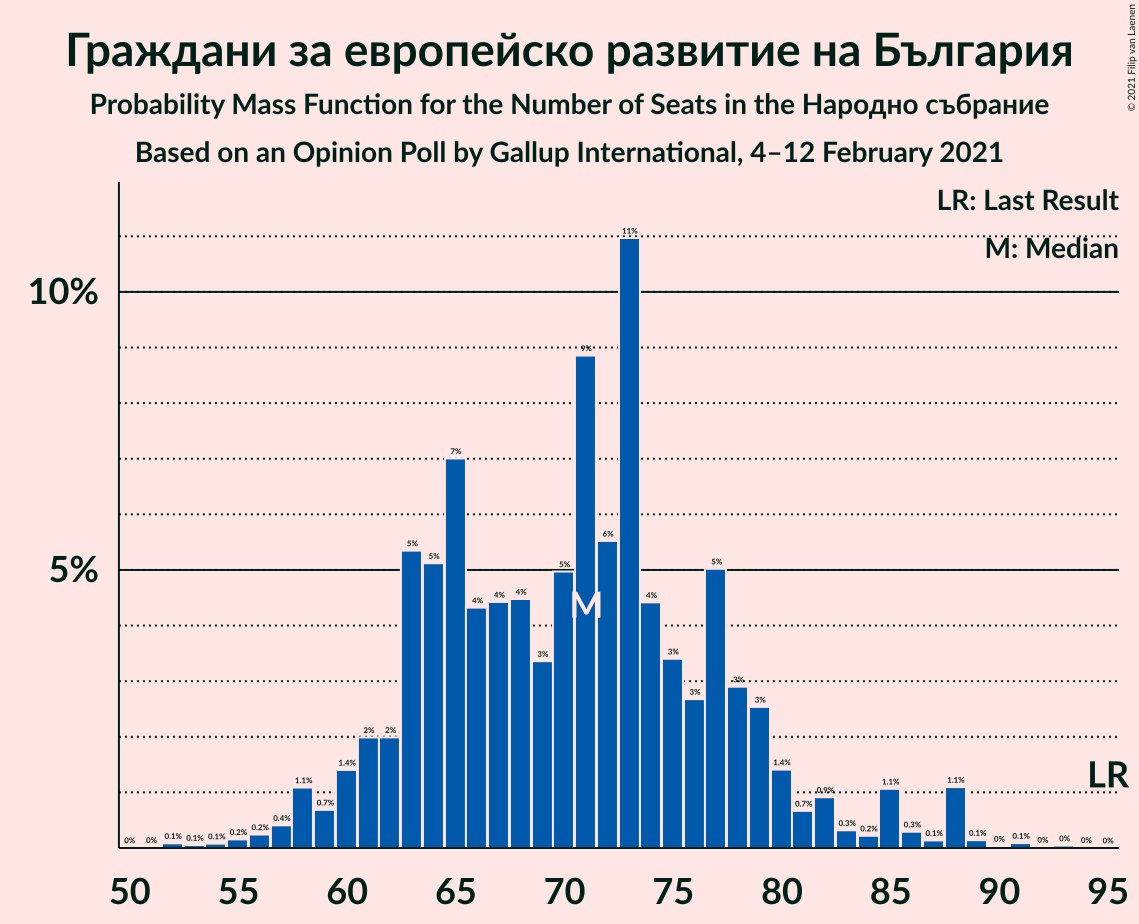 Граждани за европейско развитие на България
Probability Mass Function for the Number of Seats in the Народно събрание
Based on an Opinion Poll by Gallup International, 4–12 February 2021
© 2021 Filip van Laenen
LR: Last Result
M: Median
10%
5%
0% 0% 0.1% 0.1% 0.1% 0.2% 0.2% 0.4% 1.1% 0.7% 1.4% 2% 2% 5% 5% 7% 4% 4% 4% 3% 5% 9% 6% 11% 4% 3% 3% 5% 3% 3% 1.4% 0.7% 0.9% 0.3% 0.2% 1.1% 0.3% 0.1% 1.1% 0.1% 0% 0.1% 0% 0% 0% 0%
M
LR
50 55 60 65 70 75 80 85 90 95